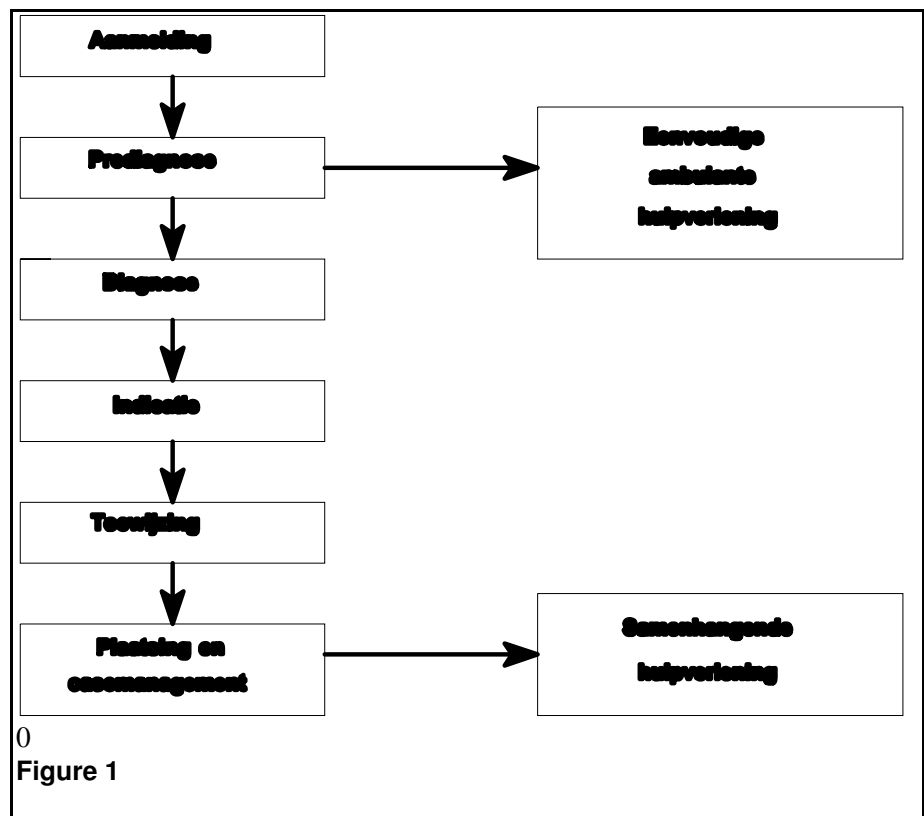 Aanmelding
Prediagnose
Eenvoudige
ambulante
hulpverlening
Diagnose
Indicatie
Toewijzing
Plaatsing en
casemanagement
Samenhangende
hulpverlening
0
Figure 1